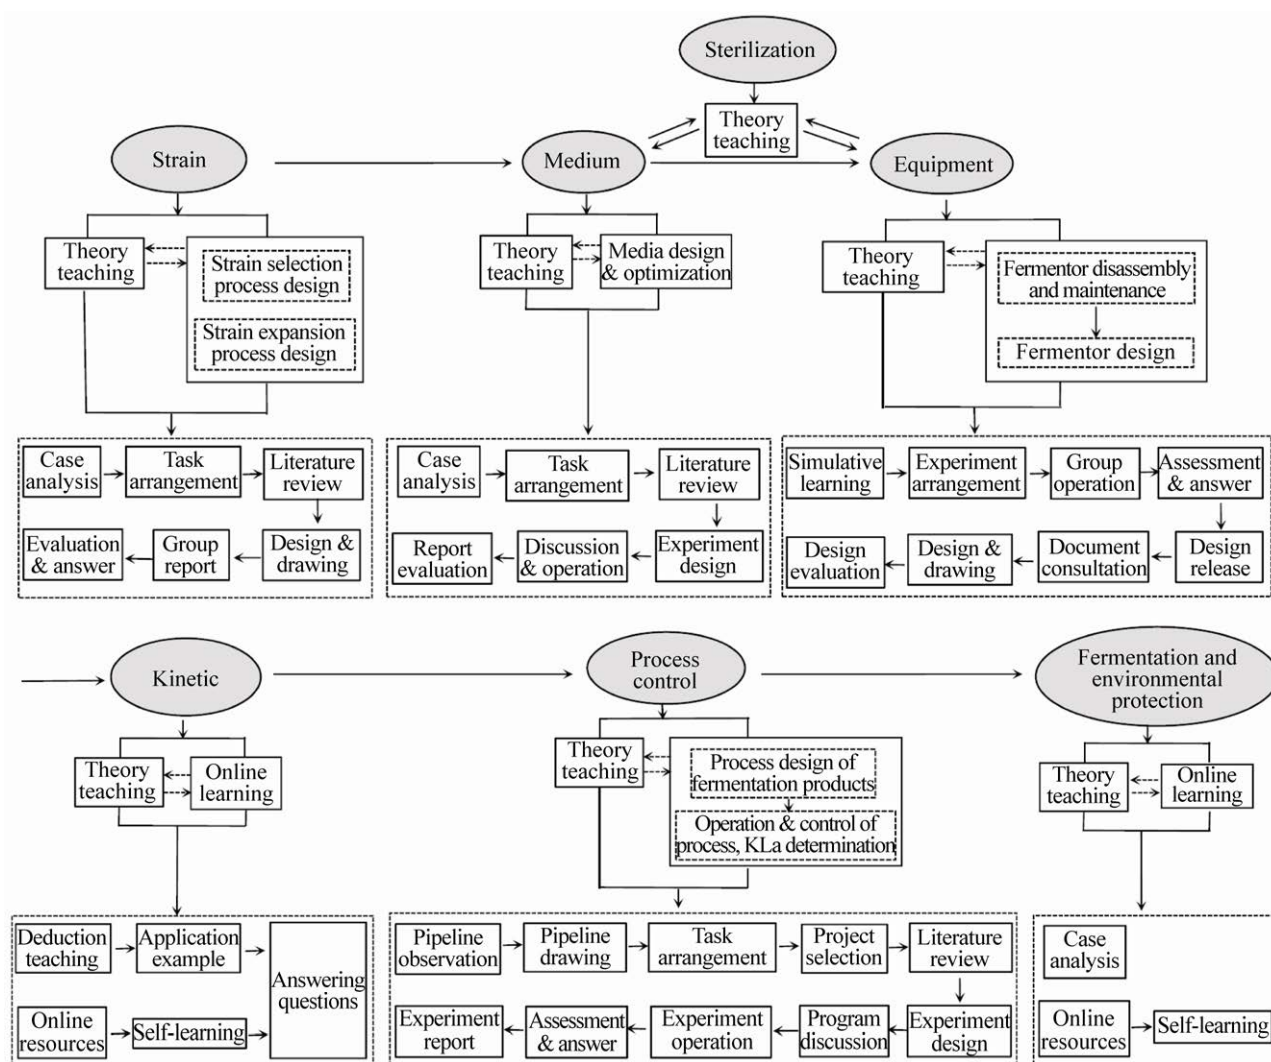 Sterilization
Theory
teaching
Strain
Medium
Equipment
Theory
teaching
Strain selection
process design
Strain expansion
process design
Theory
teaching
Media design
& optimization
Theory
teaching
Fermentor disassembly
and maintenance
Fermentor design
Case
analysis
Task
arrangement
Literature
review
Evaluation
& answer
Group
report
Design &
drawing
Case
analysis
Task
arrangement
Literature
review
Report
evaluation
Discussion
& operation
Experiment
design
Simulative
learning
Experiment
arrangement
Group
operation
Assessment
& answer
Design
evaluation
Design &
drawing
Document
consultation
Design
release
Kinetic
Process
control
Fermentation and
environmental
protection
Theory
teaching
Online
learning
Theory
teaching
Process design of
fermentation products
Operation & control of
process, KLa determination
Theory
teaching
Online
learning
Deduction
teaching
Application
example
Answering
questions
Online
resources
Self-learning
Pipeline
observation
Pipeline
drawing
Task
arrangement
Project
selection
Literature
review
Experiment
report
Assessment
& answer
Experiment
operation
Program
discussion
Experiment
design
Case
analysis
Online
resources
Self-learning